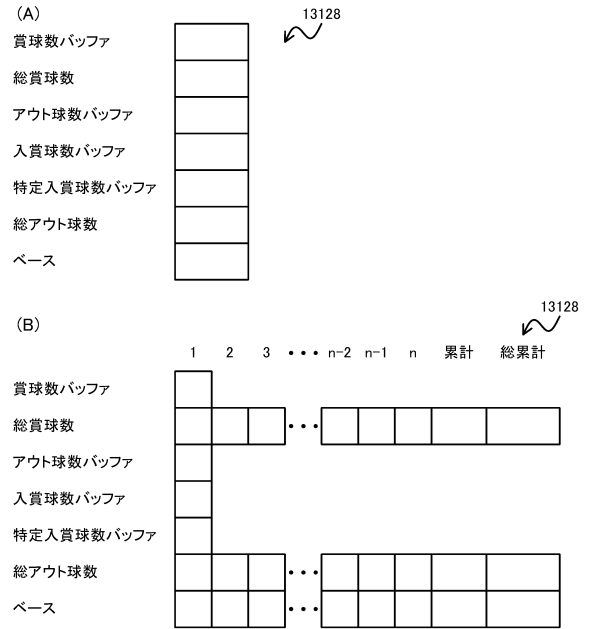 (A)
13128
賞球数バッファ
総賞球数
アウト球数バッファ
入賞球数バッファ
特定入賞球数バッファ
総アウト球数
ベース
13128
(B)
1 2 3 ・・・ n-2 n-1 n 累計 総累計
賞球数バッファ
総賞球数 ・・・
アウト球数バッファ
入賞球数バッファ
特定入賞球数バッファ
総アウト球数 ・・・
ベース ・・・